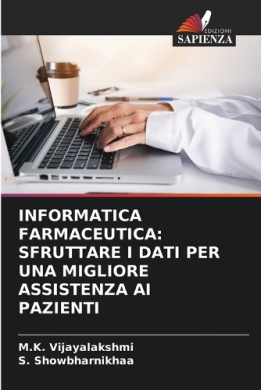 EDIZIONI
SAPIENZA
INFORMATICA
FARMACEUTICA:
SFRUTTARE I DATI PER
UNA MIGLIORE
ASSISTENZA AI
PAZIENTI
M.K. Vijayalakshmi
S. Showbharnikhaa